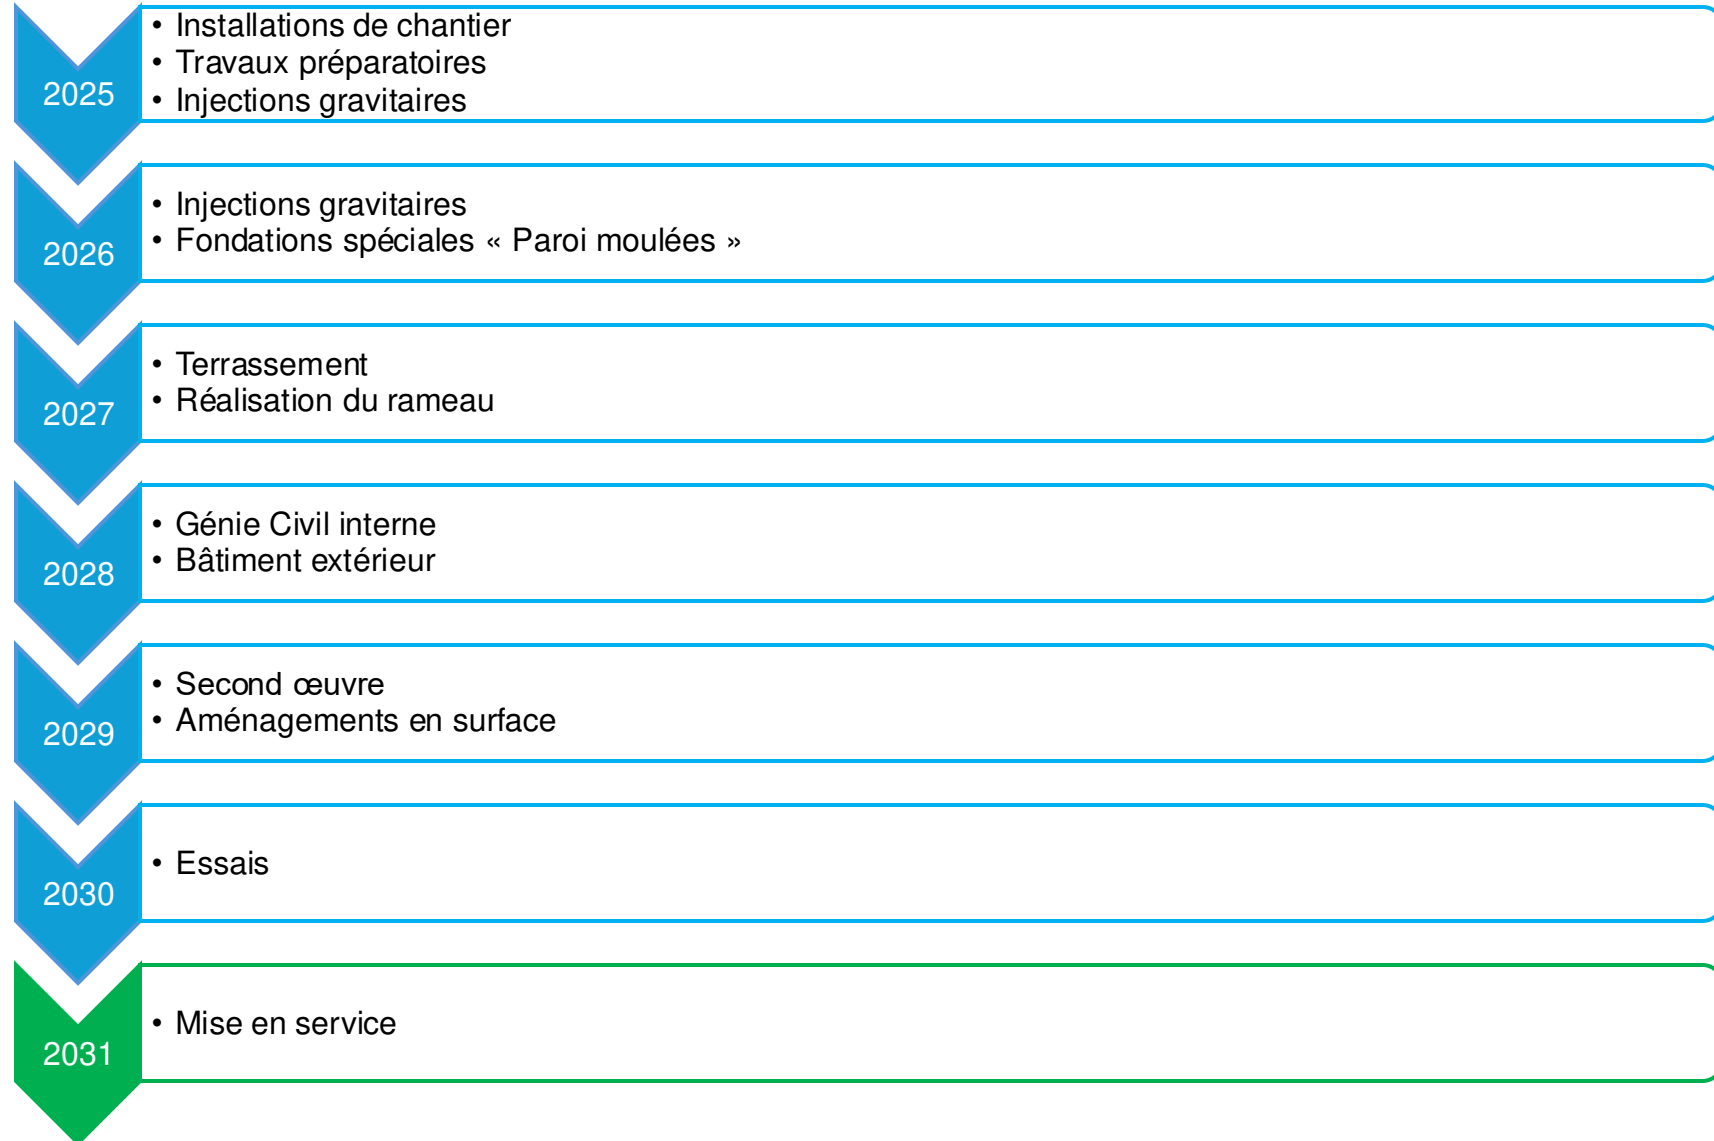 2025
• Installations de chantier
• Travaux préparatoires
• Injections gravitaires
2026
• Injections gravitaires
• Fondations spéciales « Paroi moulées »
2027
• Terrassement
• Réalisation du rameau
2028
• Génie Civil interne
• Bâtiment extérieur
2029
• Second œuvre
• Aménagements en surface
2030
• Essais
2031
• Mise en service